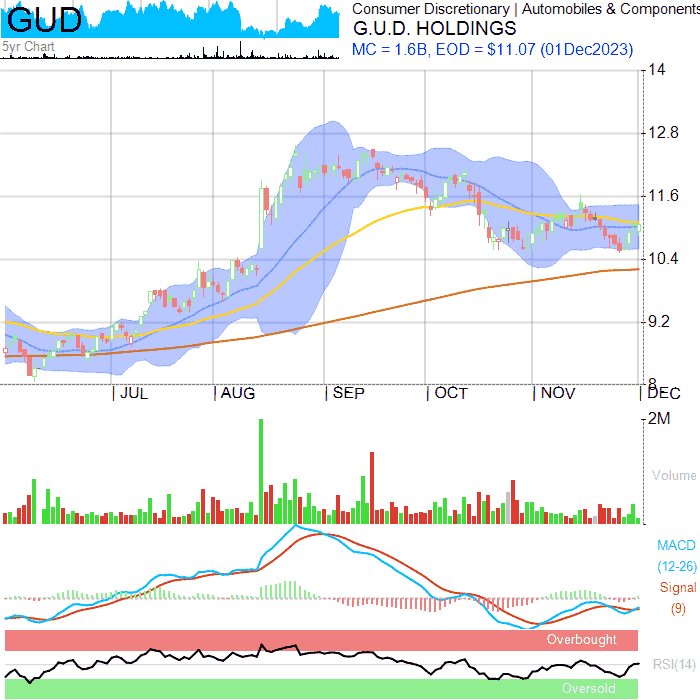 GUD
Consumer Discretionary | Automobiles & Components
G.U.D. HOLDINGS
5yr Chart
MC = 1.6B, EOD = $11.07 (01Dec2023)
14
12.8
11.6
10.4
9.2
8
JUL
AUG
SEP
OCT
NOV
DEC
2M
Volume
MACD
(12-26)
Signal
(9)
Overbought
RSI(14)
Oversold